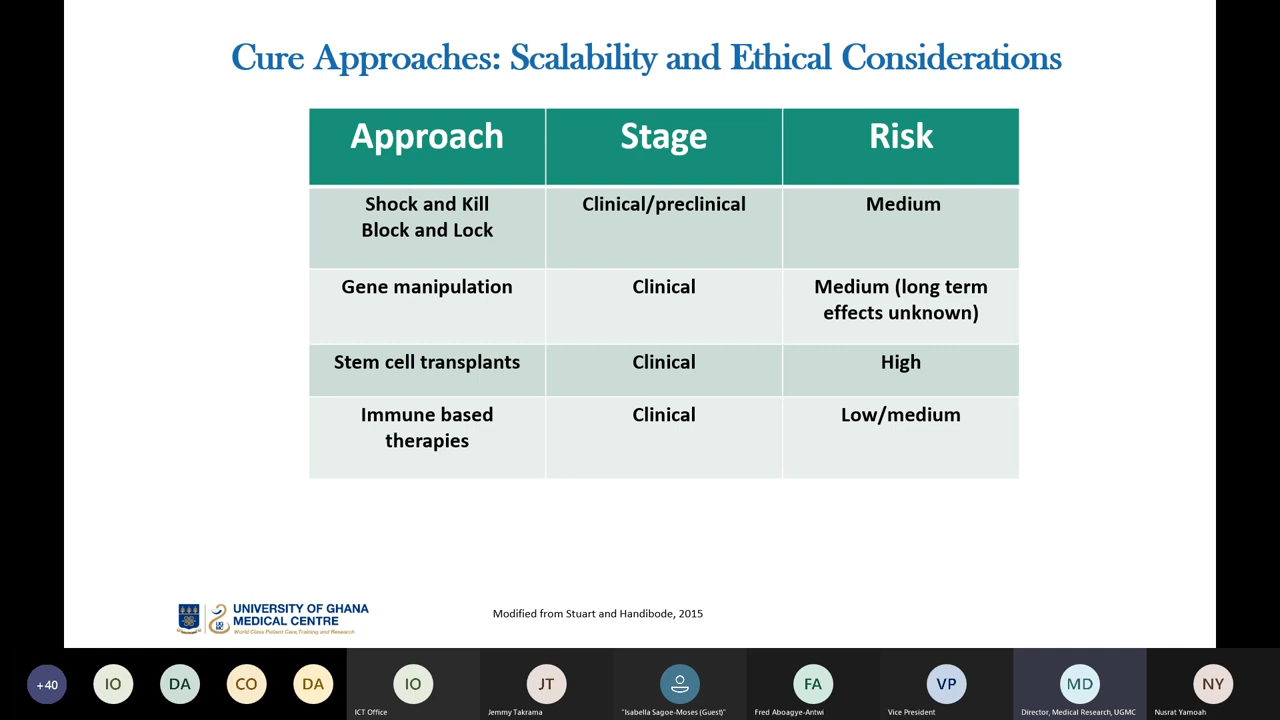 Cure Approaches: Scalability and Ethical Considerations
Approach Stage Risk
Shock and Kill Clinical/preclinical Medium
Block and Lock
Gene manipulation Clinical Medium (long term
effects unknown)
Stem cell transplants Clinical High
Immune based Clinical Low/medium
therapies
UNIVERSITY OF GHANA
MEDICAL CENTRE
World Class Patient Care,Training and Research
Modified from Stuart and Handibode, 2015
+40 IO DA CO DA IO JT FA VP MD NY
ICT Office Jemmy Takrama "Isabella Sagoe-Moses (Guest)" Fred Aboagye-Antwi Vice President Director, Medical Research, UGMC Nusrat Yamoah